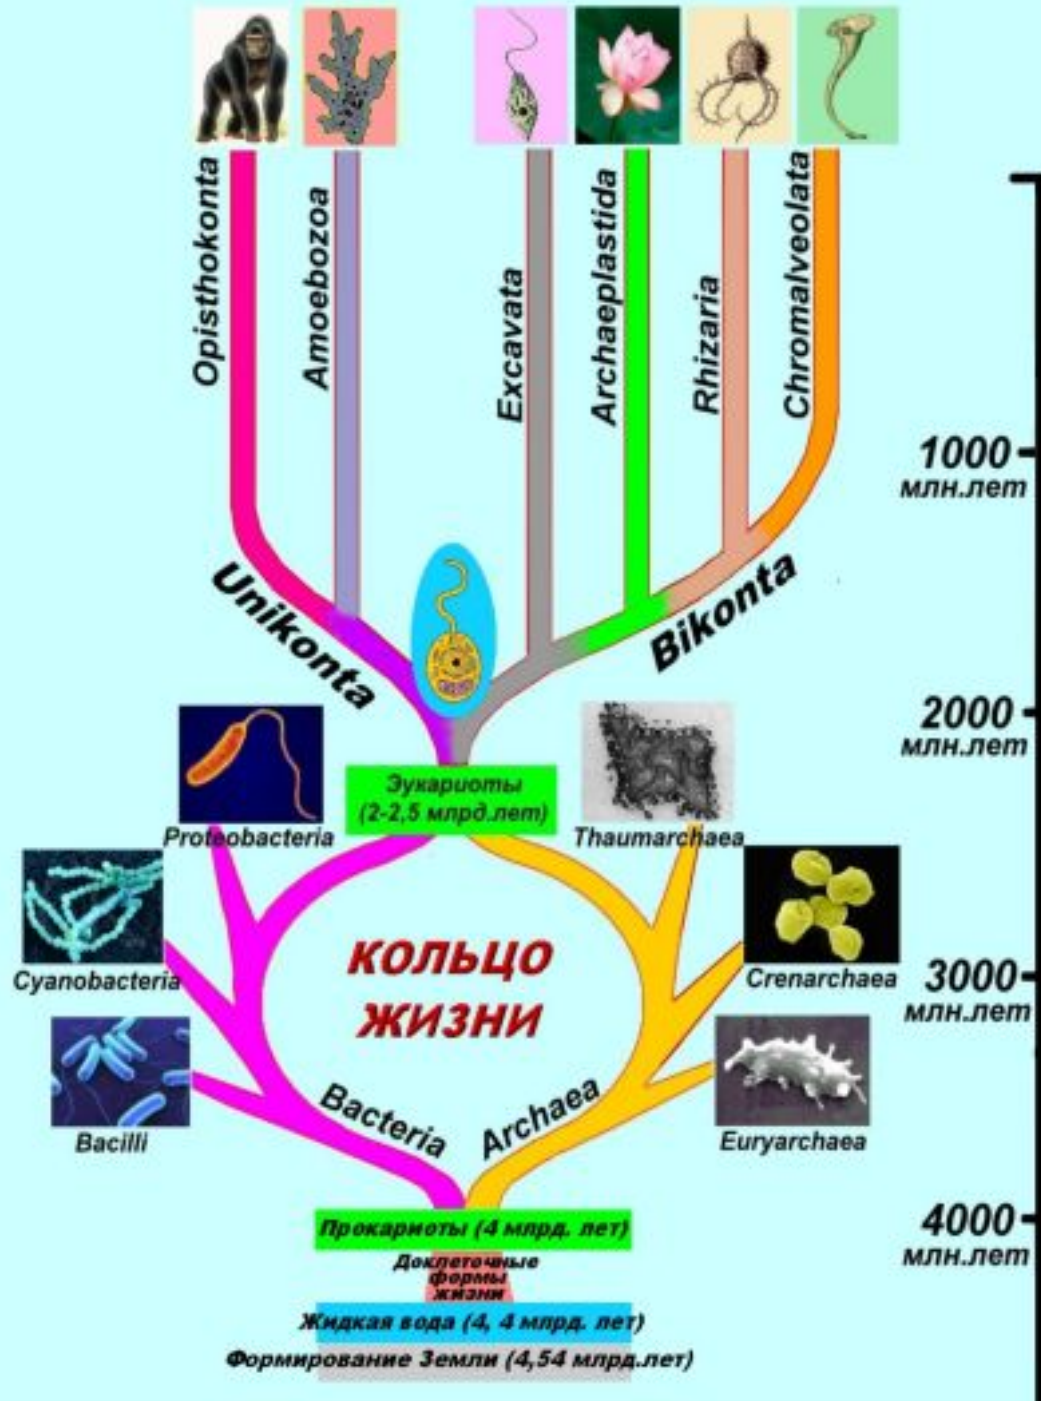 Opisthokonta
Amoebozoa
Excavata
Archaeplastida
Rhizaria
Chromalveolata
1000
млн.лет
Unikonta
Bikonta
2000
млн.лет
Эукариоты
(2-2,5 млрд.лет)
Proteobacteria
Thaumarchaea
Cyanobacteria
Crenarchaea
КОЛЬЦО
ЖИЗНИ
3000
млн.лет
Bacilli
Bacteria
Archaea
Euryarchaea
Прокариоты (4 млрд. лет)
4000
млн.лет
Доклеточные
формы
жизни
Жидкая вода (4, 4 млрд. лет)
Формирование Земли (4,54 млрд.лет)